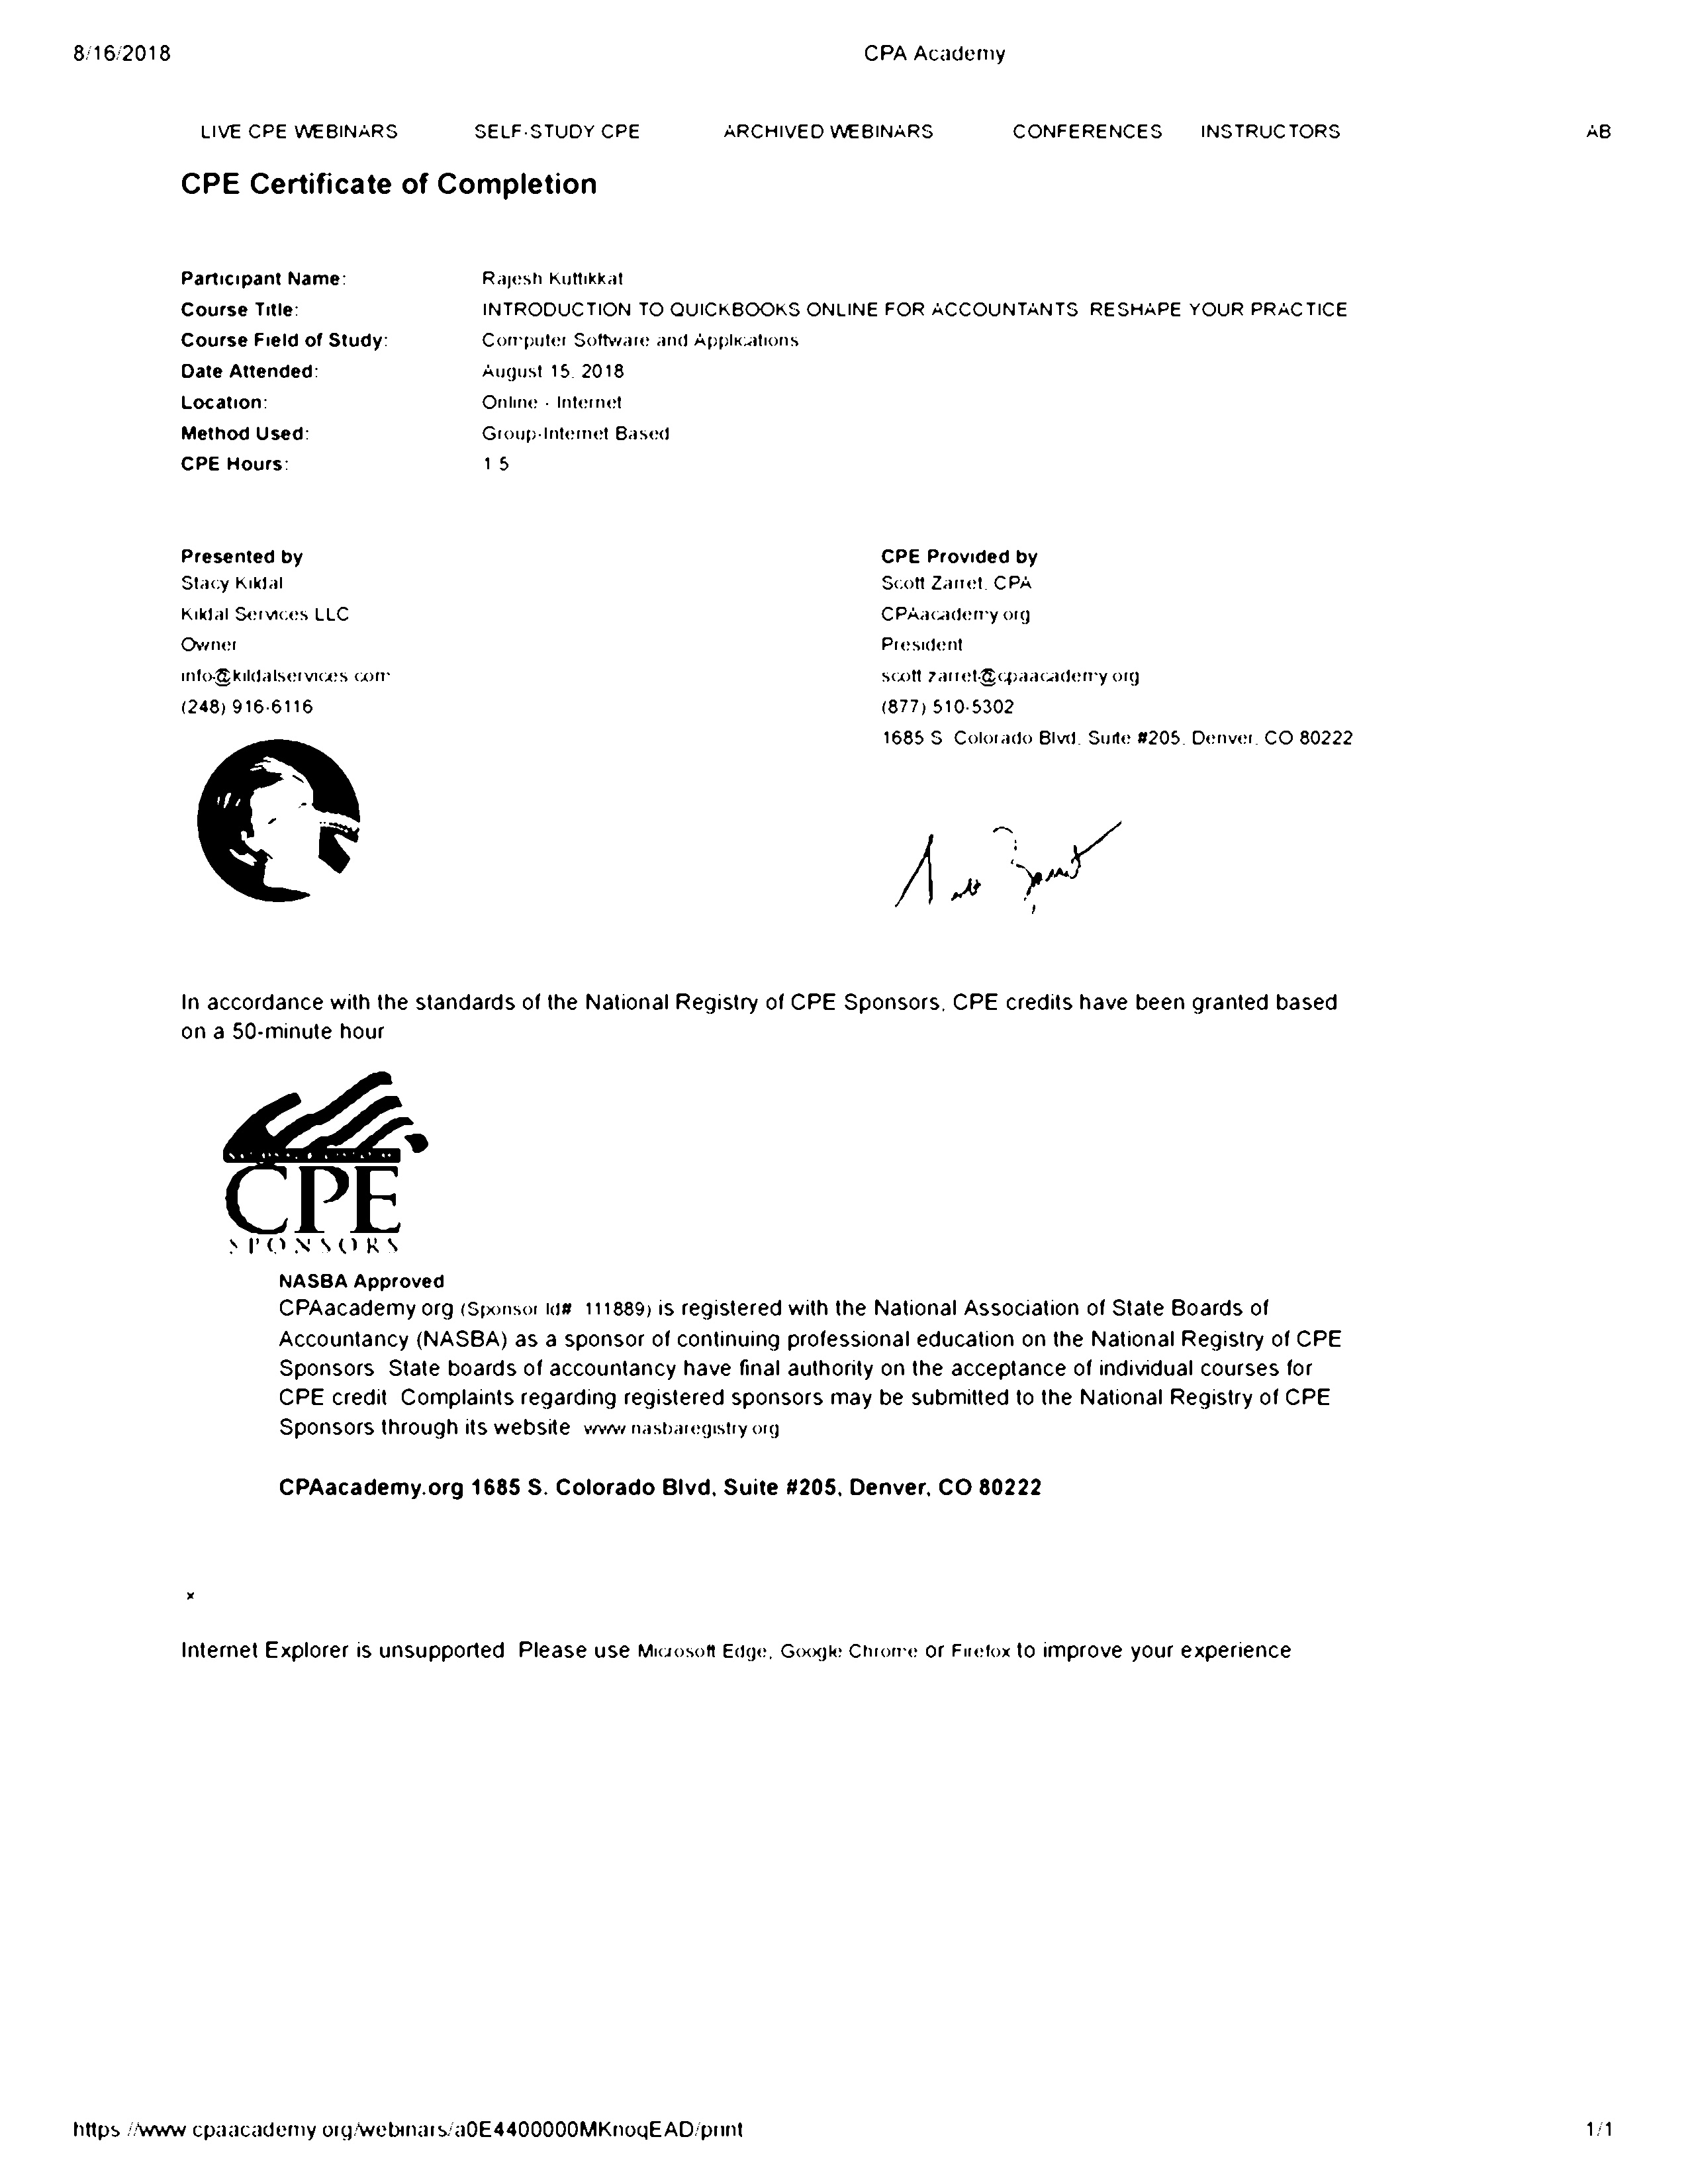 8/16/2018 CPA Academy
LIVE CPE WEBINARS SELF-STUDY CPE ARCHIVED WEBINARS CONFERENCES INSTRUCTORS AB
CPE Certificate of Completion
Participant Name: Rajesh Kuttikkat
Course Title: INTRODUCTION TO QUICKBOOKS ONLINE FOR ACCOUNTANTS RESHAPE YOUR PRACTICE
Course Field of Study: Computer Software and Applications
Date Attended: August 15, 2018
Location: Online - Internet
Method Used: Group-Internet Based
CPE Hours: 1.5
Presented by
Stacy Kildal
Kildal Services LLC
Owner
info@kildalservices.com
(248) 916-6116
CPE Provided by
Scott Zarret, CPA
CPAacademy.org
President
scott.zarret@cpaacademy.org
(877) 510-5302
1685 S. Colorado Blvd, Suite #205, Denver, CO 80222
In accordance with the standards of the National Registry of CPE Sponsors, CPE credits have been granted based
on a 50-minute hour
CPE
SPONSORS
NASBA Approved
CPAacademy.org (Sponsor Id# 111889) is registered with the National Association of State Boards of
Accountancy (NASBA) as a sponsor of continuing professional education on the National Registry of CPE
Sponsors. State boards of accountancy have final authority on the acceptance of individual courses for
CPE credit. Complaints regarding registered sponsors may be submitted to the National Registry of CPE
Sponsors through its website: www.nasbaregistry.org
CPAacademy.org 1685 S. Colorado Blvd, Suite #205, Denver, CO 80222
×
Internet Explorer is unsupported. Please use Microsoft Edge, Google Chrome or Firefox to improve your experience
https://www.cpaacademy.org/webinars/a0E4400000MKnoqEAD/print 1/1